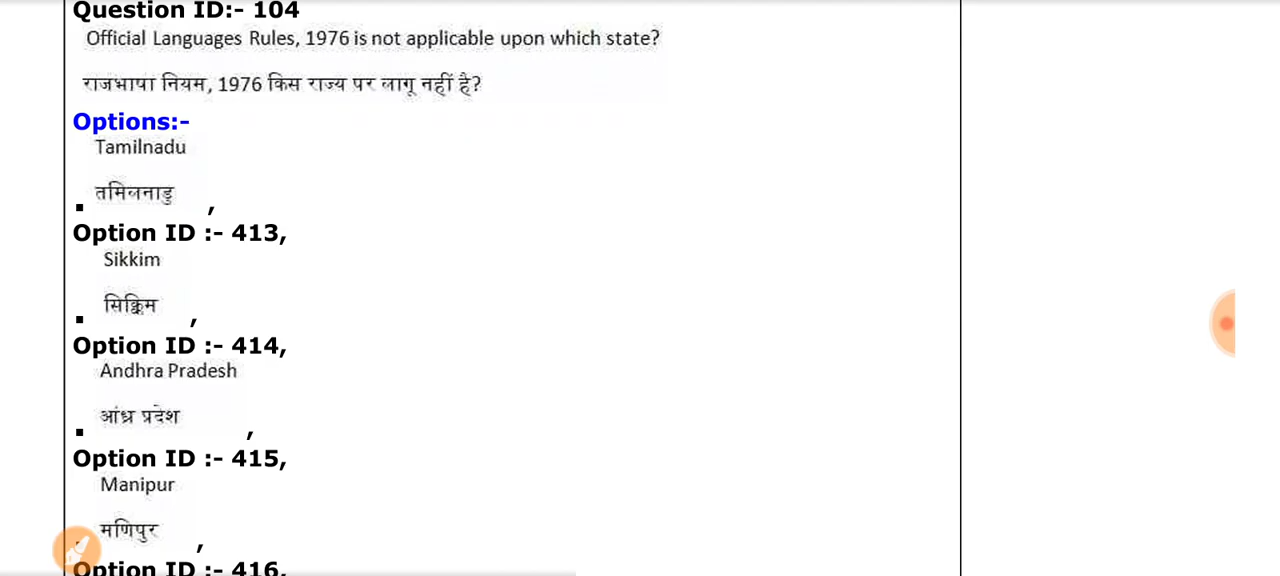 Question ID:- 104
Official Languages Rules, 1976 is not applicable upon which state?
राजभाषा नियम, 1976 किस राज्य पर लागू नहीं है?
Options:-
Tamilnadu
तमिलनाडु
,
Option ID :- 413,
Sikkim
सिक्किम
,
Option ID :- 414,
Andhra Pradesh
आंध्र प्रदेश
,
Option ID :- 415,
Manipur
मणिपुर
,
Option ID :- 416,